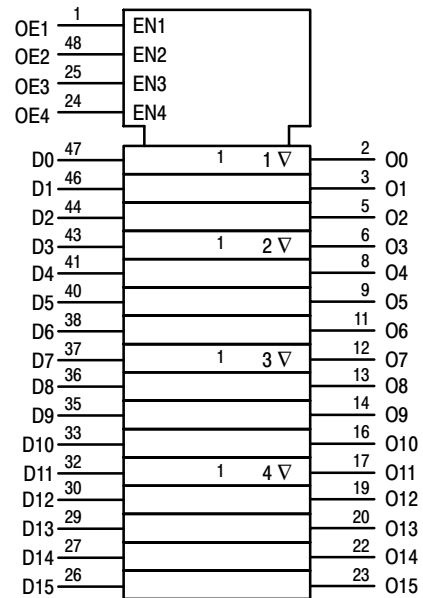 OE1 1 EN1
OE2 48 EN2
OE3 25 EN3
OE4 24 EN4
D0 47 1 1 ∇ 2 O0
D1 46 3 O1
D2 44 5 O2
D3 43 1 2 ∇ 6 O3
D4 41 8 O4
D5 40 9 O5
D6 38 11 O6
D7 37 1 3 ∇ 12 O7
D8 36 13 O8
D9 35 14 O9
D10 33 16 O10
D11 32 1 4 ∇ 17 O11
D12 30 19 O12
D13 29 20 O13
D14 27 22 O14
D15 26 23 O15